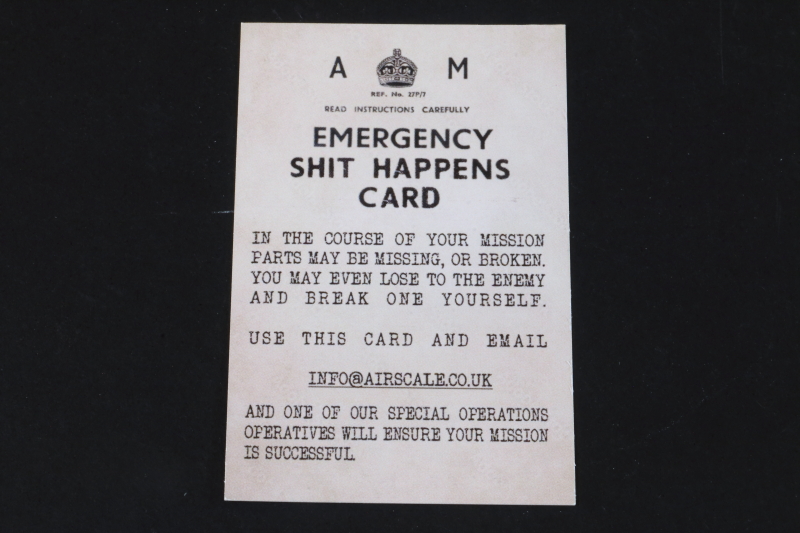 A M
REF. No. 27P/7
READ INSTRUCTIONS CAREFULLY
EMERGENCY
SHIT HAPPENS
CARD
IN THE COURSE OF YOUR MISSION
PARTS MAY BE MISSING, OR BROKEN.
YOU MAY EVEN LOSE TO THE ENEMY
AND BREAK ONE YOURSELF.
USE THIS CARD AND EMAIL
INFO@AIRSCALE.CO.UK
AND ONE OF OUR SPECIAL OPERATIONS
OPERATIVES WILL ENSURE YOUR MISSION
IS SUCCESSFUL.